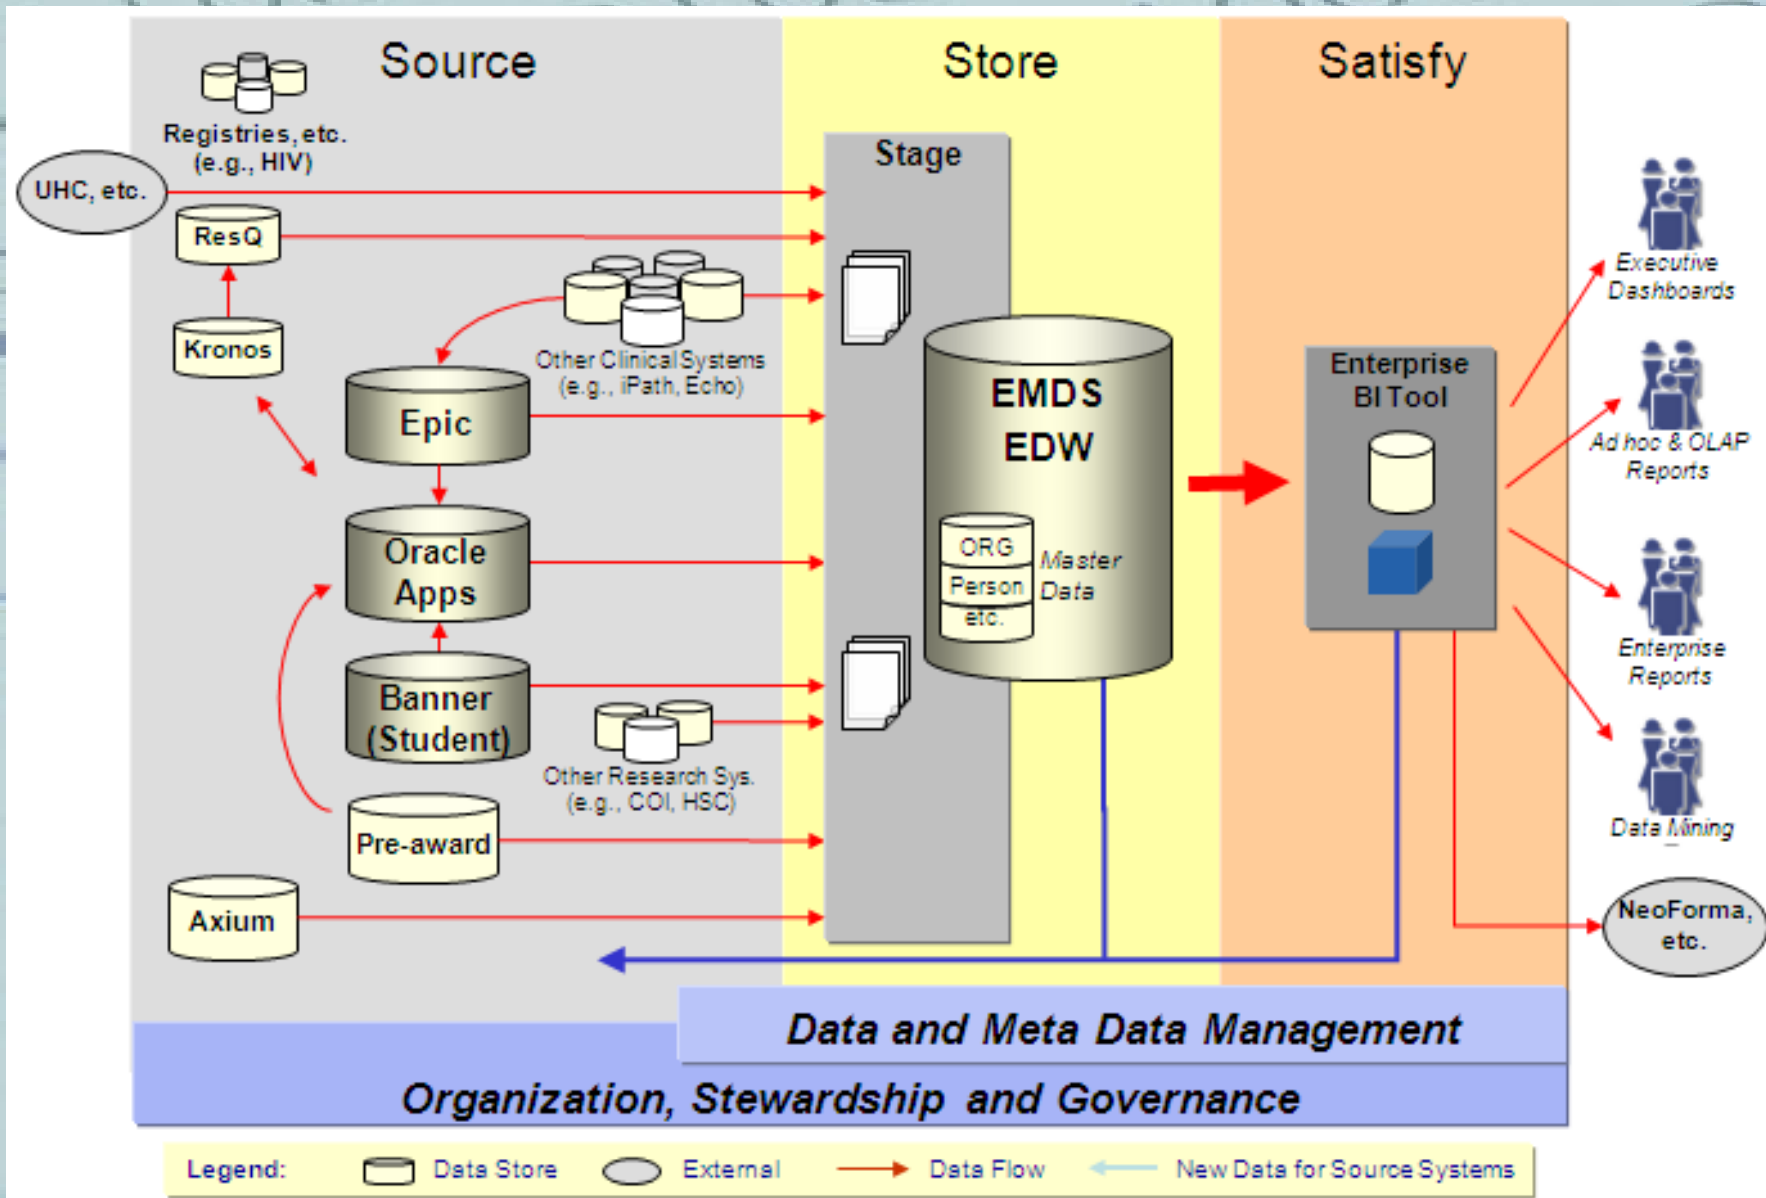 Source
Store
Satisfy
Registries, etc.
(e.g., HIV)
UHC, etc.
ResQ
Kronos
Other Clinical Systems
(e.g., iPath, Echo)
Epic
Oracle
Apps
Banner
(Student)
Other Research Sys.
(e.g., COI, HSC)
Pre-award
Axium
Stage
EMDS
EDW
ORG
Person
etc.
Master
Data
Enterprise
BI Tool
Executive
Dashboards
Ad hoc & OLAP
Reports
Enterprise
Reports
Data Mining
NeoForma,
etc.
Data and Meta Data Management
Organization, Stewardship and Governance
Legend: Data Store External Data Flow New Data for Source Systems